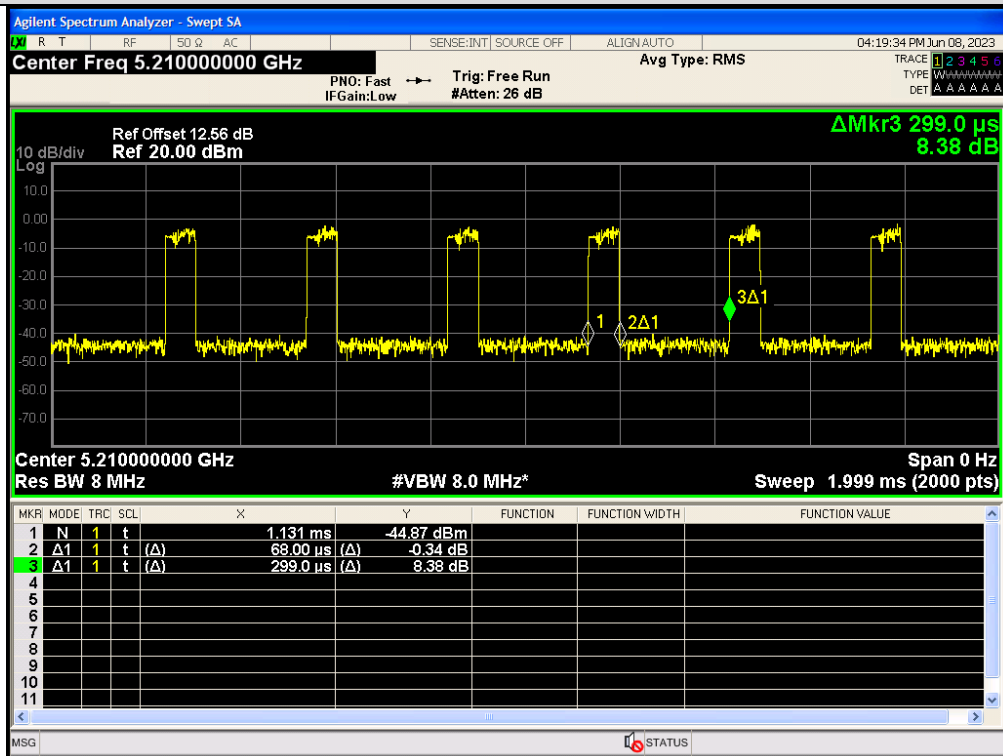 Agilent Spectrum Analyzer - Swept SA
LXI R T RF 50 Ω AC SENSE:INT SOURCE OFF ALIGN AUTO 04:19:34 PM Jun 08, 2023
Center Freq 5.210000000 GHz Avg Type: RMS TRACE 1 2 3 4 5 6
PNO: Fast Trig: Free Run TYPE W
IFGain:Low #Atten: 26 dB DET A A A A A A
ΔMkr3 299.0 µs
8.38 dB
Ref Offset 12.56 dB
10 dB/div Ref 20.00 dBm
Log
10.0
0.00
-10.0
-20.0
-30.0
-40.0
-50.0
-60.0
-70.0
3Δ1
1 2Δ1
Center 5.210000000 GHz Span 0 Hz
Res BW 8 MHz #VBW 8.0 MHz* Sweep 1.999 ms (2000 pts)
MKR MODE TRC SCL X Y FUNCTION FUNCTION WIDTH FUNCTION VALUE
1 N 1 t 1.131 ms -44.87 dBm
2 Δ1 1 t (Δ) 68.00 µs (Δ) -0.34 dB
3 Δ1 1 t (Δ) 299.0 µs (Δ) 8.38 dB
4
5
6
7
8
9
10
11
MSG STATUS